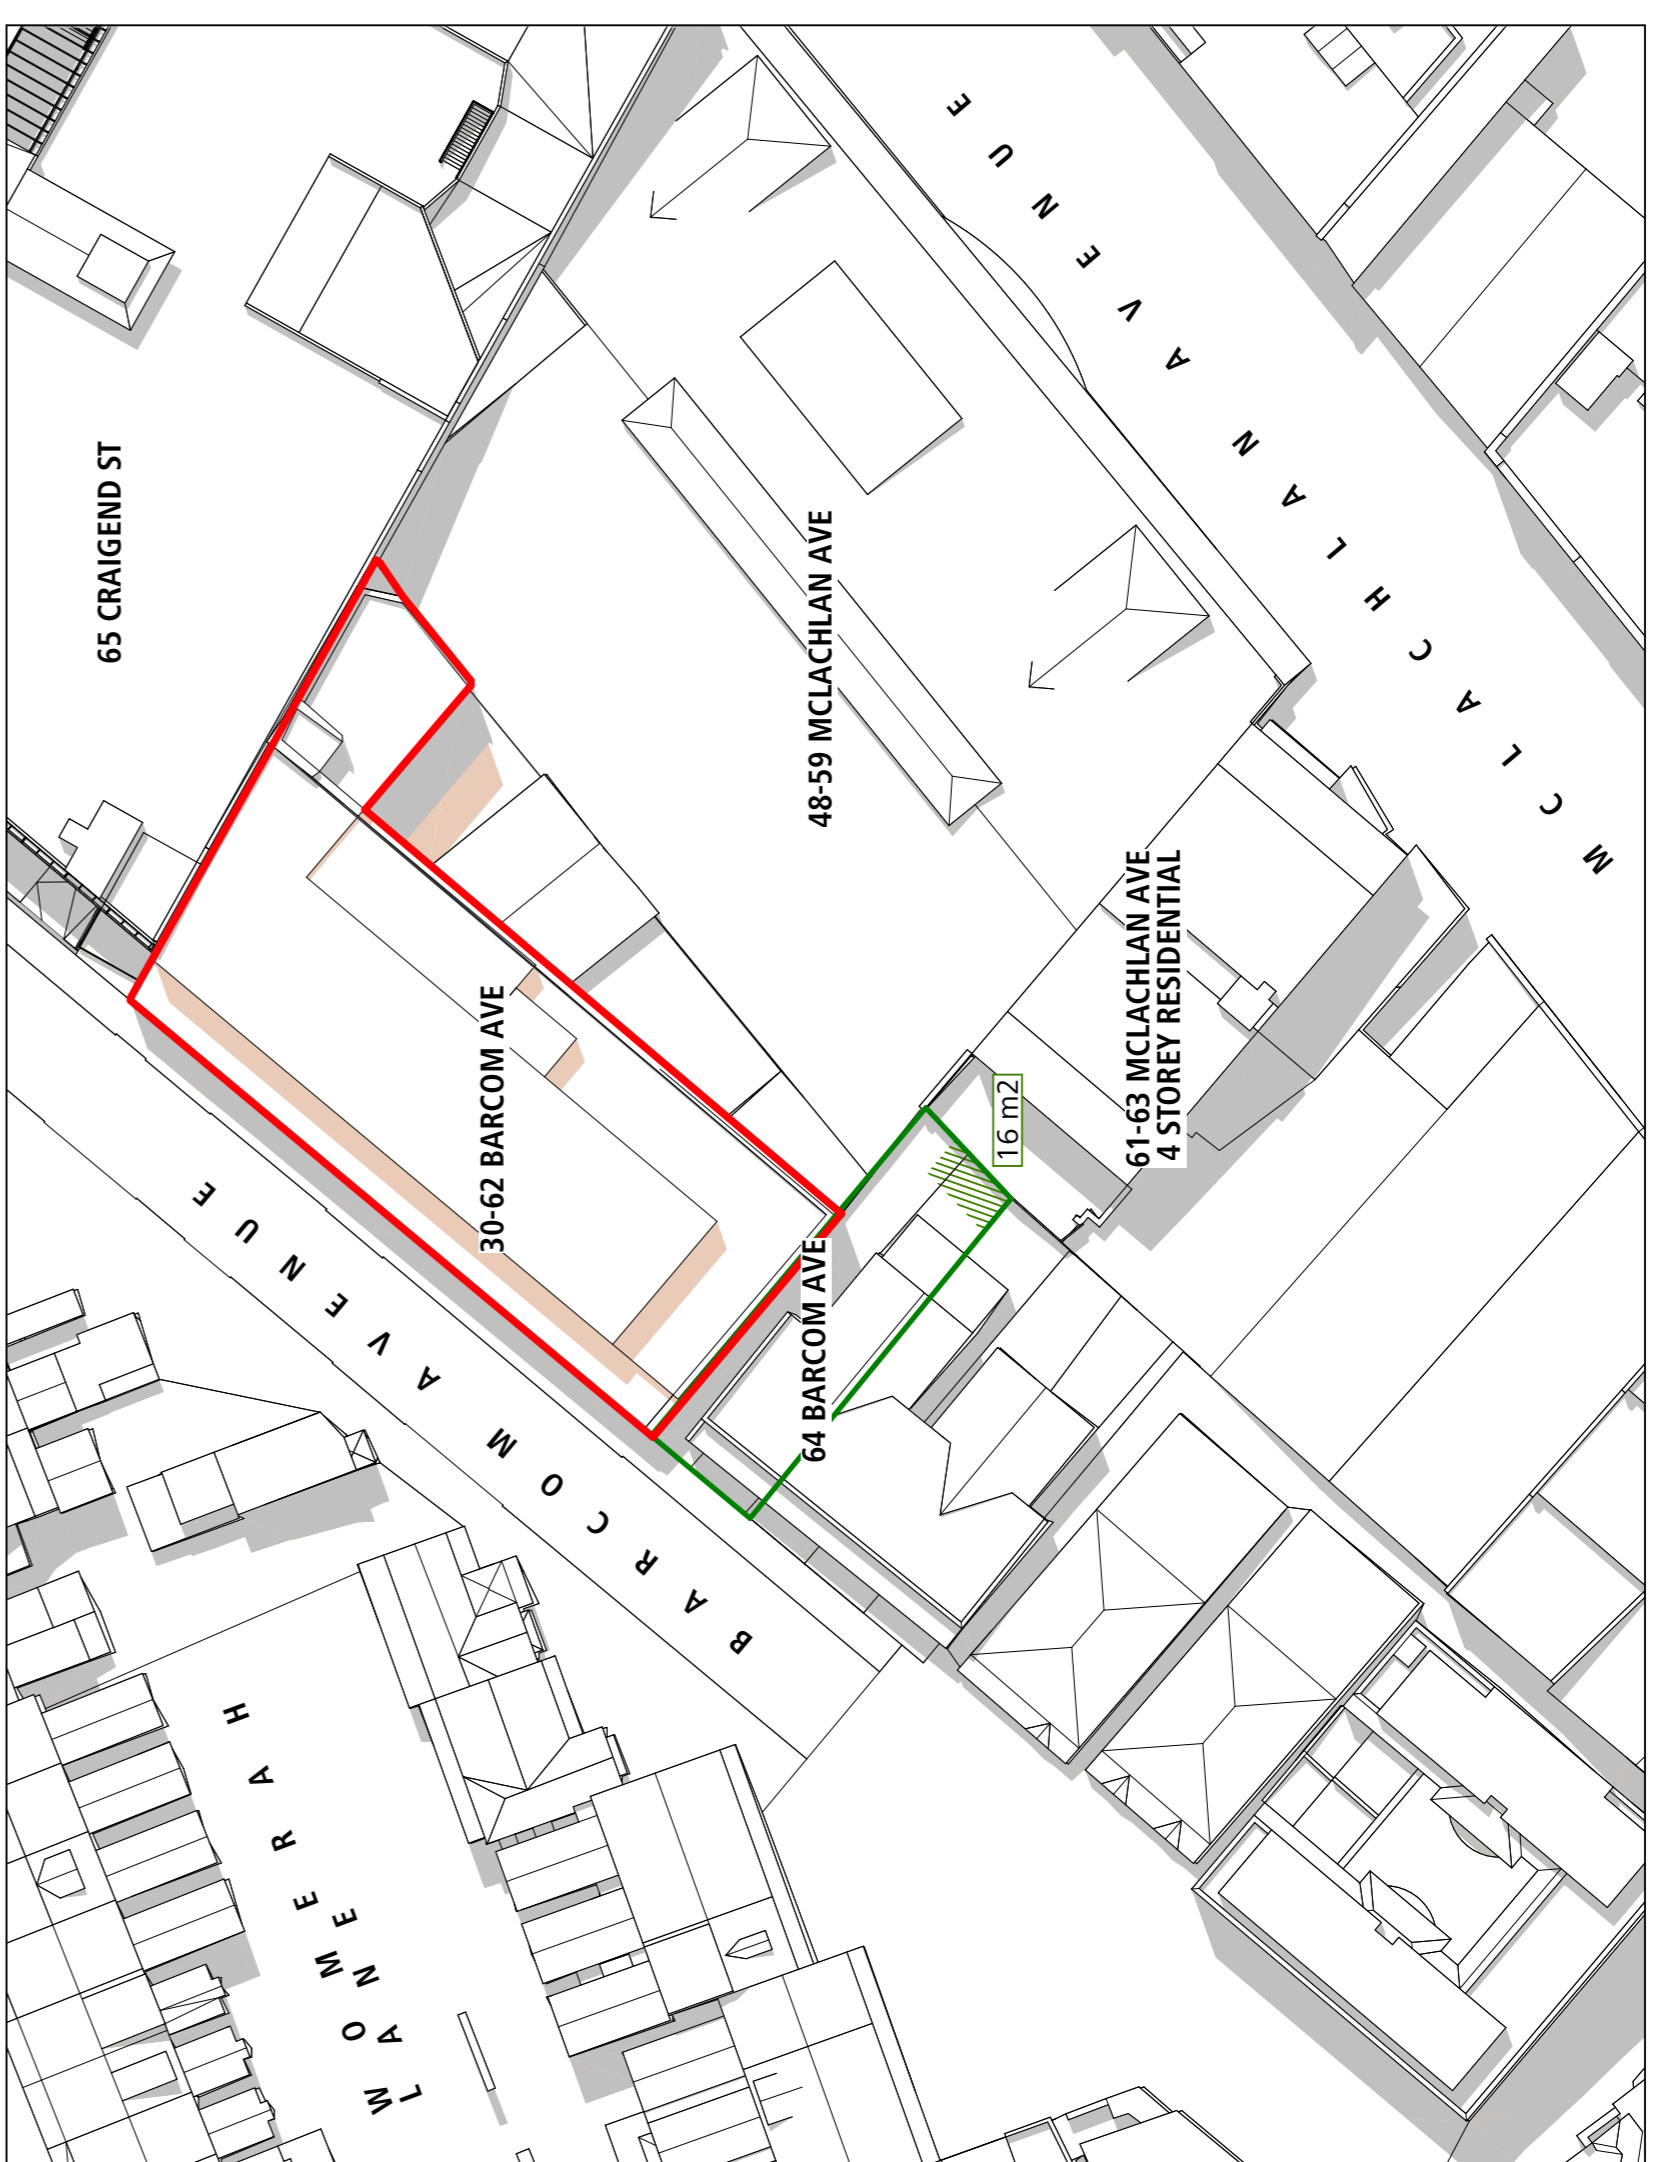 65 CRAIGEND ST
MCLACHLAN AVENUE
48-59 MCLACHLAN AVE
30-62 BARCOM AVE
61-63 MCLACHLAN AVE
4 STOREY RESIDENTIAL
16 m2
64 BARCOM AVE
BARCOM AVENUE
WOOMERAH
LANE